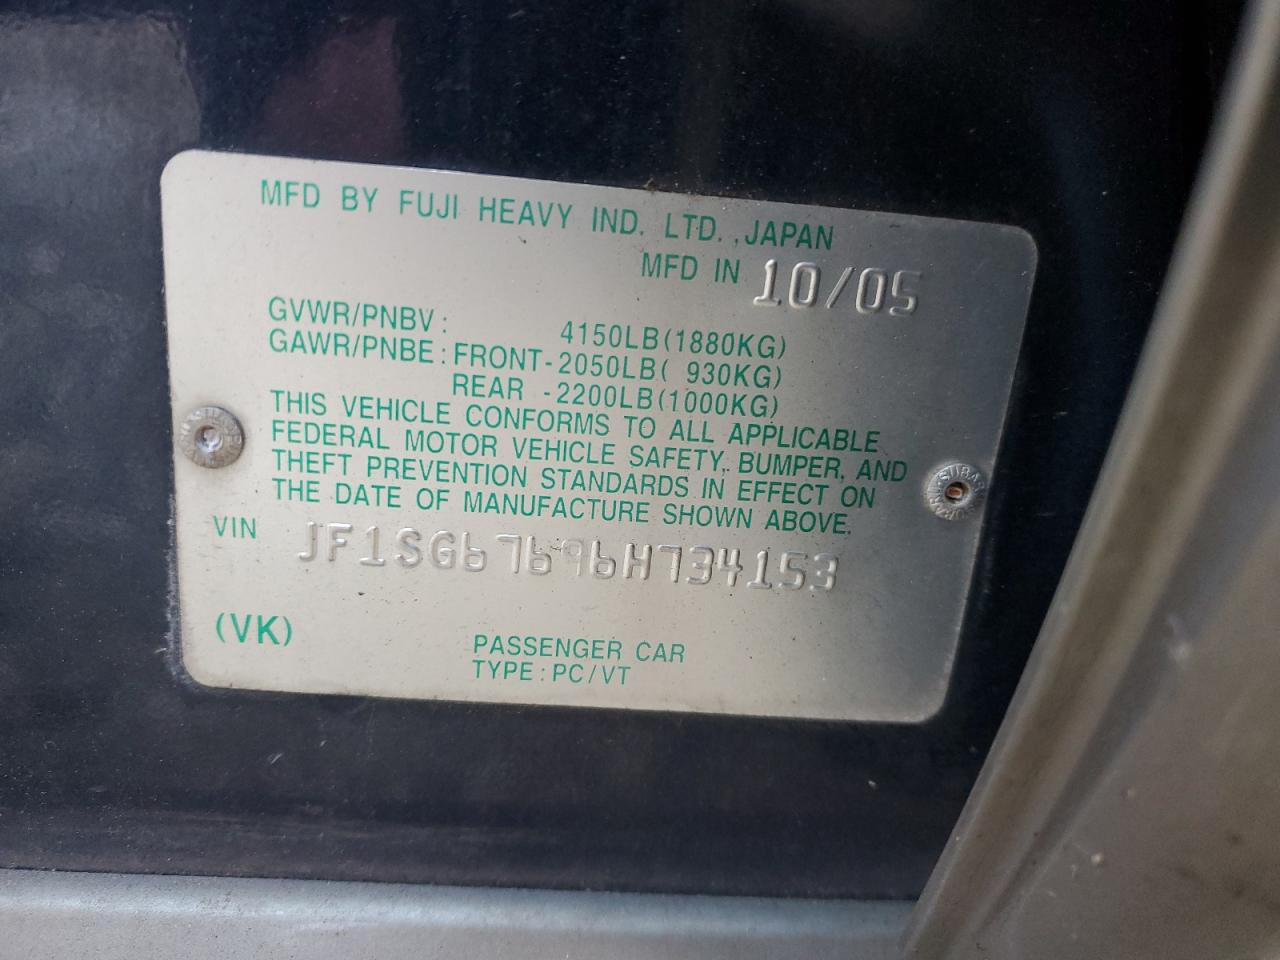 MFD BY FUJI HEAVY IND. LTD., JAPAN
MFD IN 10/05
GVWR/PNBV: 4150LB(1880KG)
GAWR/PNBE: FRONT-2050LB( 930KG)
REAR -2200LB(1000KG)
THIS VEHICLE CONFORMS TO ALL APPLICABLE
FEDERAL MOTOR VEHICLE SAFETY, BUMPER, AND
THEFT PREVENTION STANDARDS IN EFFECT ON
THE DATE OF MANUFACTURE SHOWN ABOVE.
VIN JF1SG67696H734153
(VK)
PASSENGER CAR
TYPE: PC/VT
SUBARU SUBARU